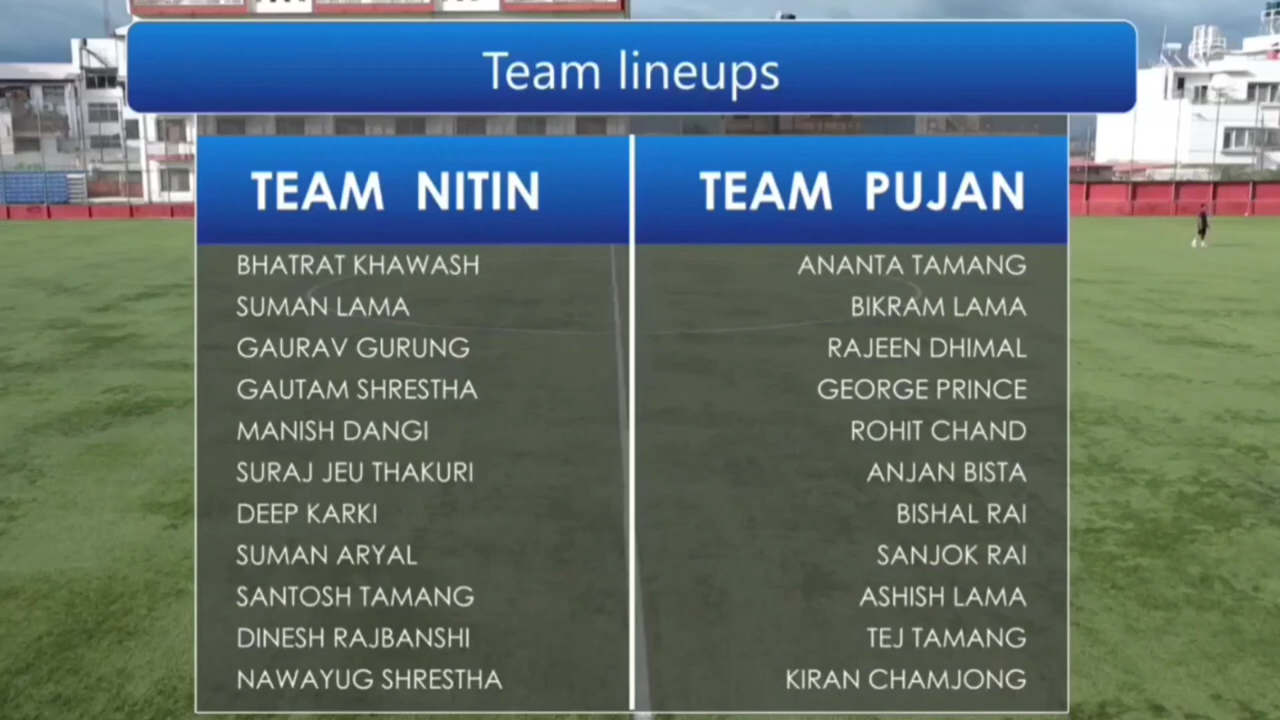 Team lineups
TEAM NITIN
TEAM PUJAN
BHATRAT KHAWASH
ANANTA TAMANG
SUMAN LAMA
BIKRAM LAMA
GAURAV GURUNG
RAJEEN DHIMAL
GAUTAM SHRESTHA
GEORGE PRINCE
MANISH DANGI
ROHIT CHAND
SURAJ JEU THAKURI
ANJAN BISTA
DEEP KARKI
BISHAL RAI
SUMAN ARYAL
SANJOK RAI
SANTOSH TAMANG
ASHISH LAMA
DINESH RAJBANSHI
TEJ TAMANG
NAWAYUG SHRESTHA
KIRAN CHAMJONG